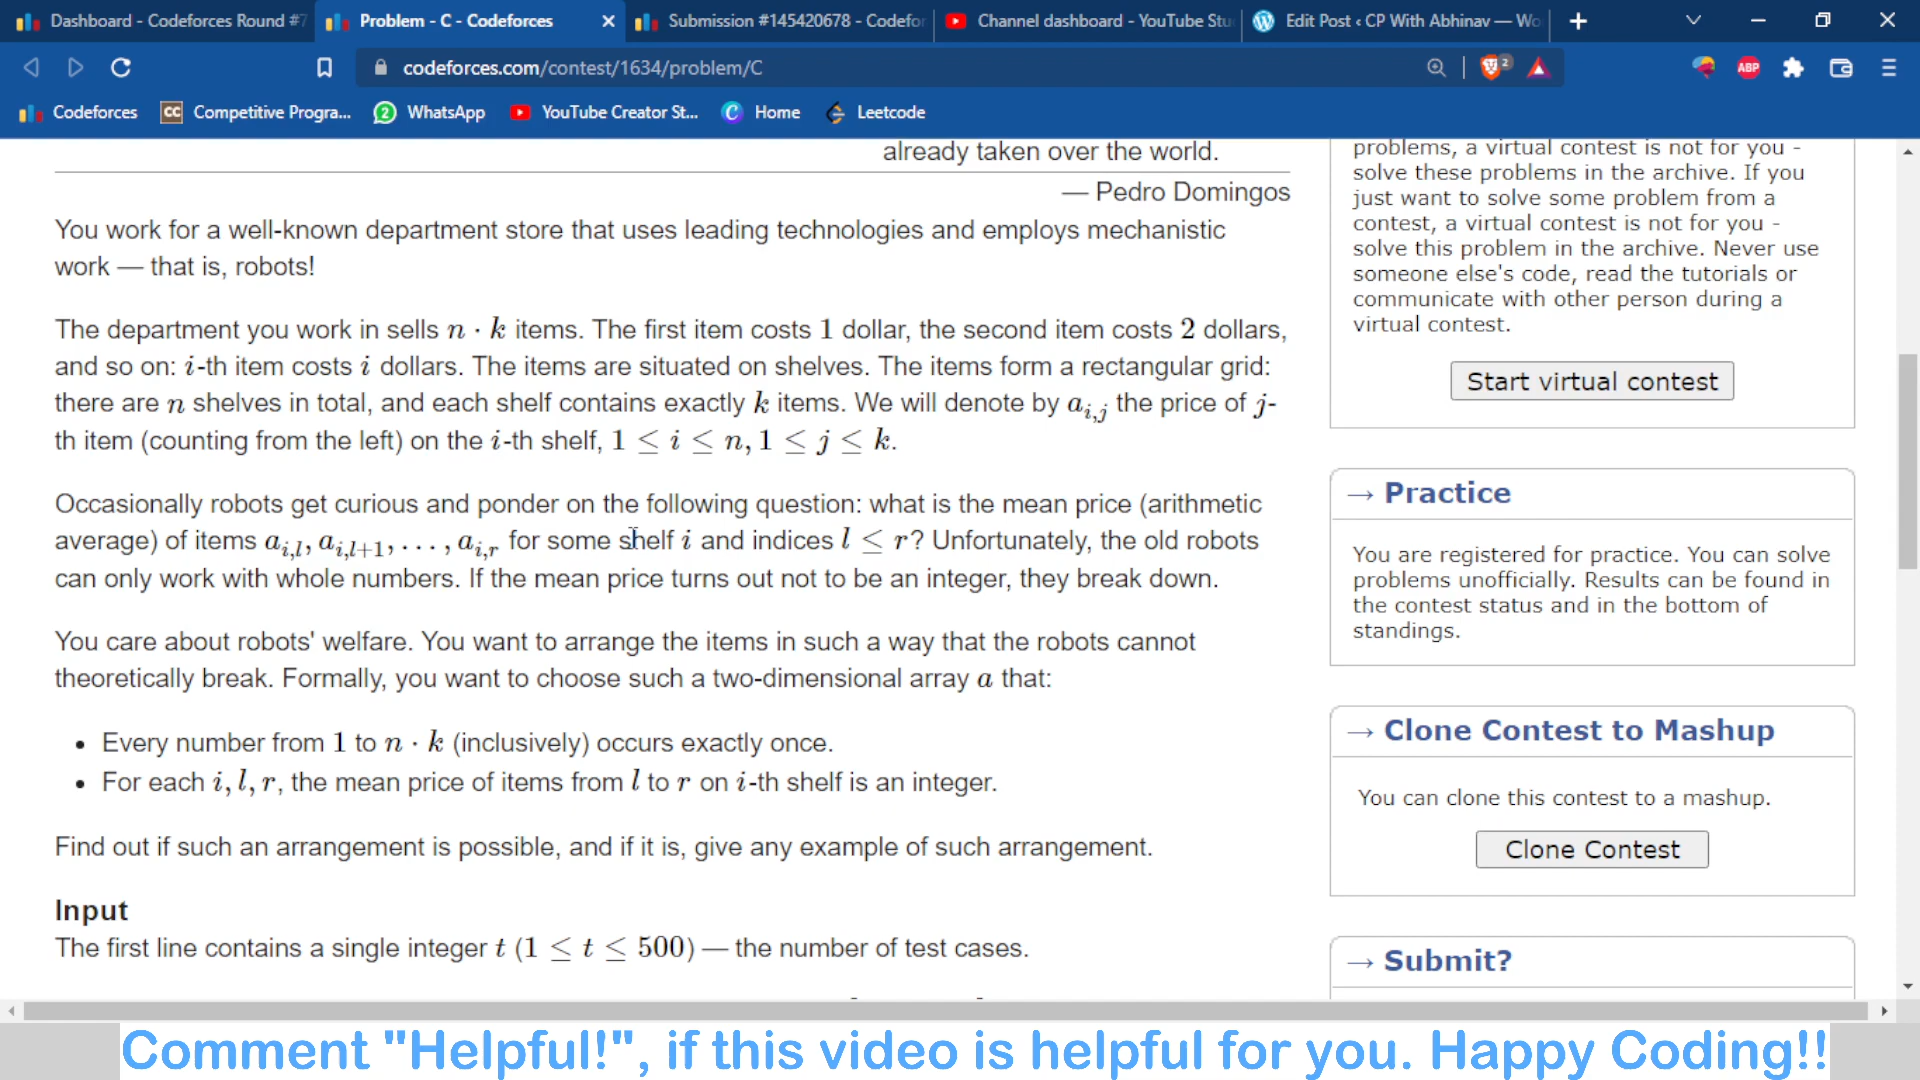 Dashboard - Codeforces Round #7
Problem - C - Codeforces
Submission #145420678 - Codefor
Channel dashboard - YouTube Stu
Edit Post ‹ CP With Abhinav — Wo
codeforces.com/contest/1634/problem/C
2
ABP
Codeforces
CC Competitive Progra...
2 WhatsApp
YouTube Creator St...
C Home
Leetcode
already taken over the world.
— Pedro Domingos
You work for a well-known department store that uses leading technologies and employs mechanistic
work — that is, robots!
The department you work in sells n · k items. The first item costs 1 dollar, the second item costs 2 dollars,
and so on: i-th item costs i dollars. The items are situated on shelves. The items form a rectangular grid:
there are n shelves in total, and each shelf contains exactly k items. We will denote by a_{i,j} the price of j-
th item (counting from the left) on the i-th shelf, 1 ≤ i ≤ n, 1 ≤ j ≤ k.
Occasionally robots get curious and ponder on the following question: what is the mean price (arithmetic
average) of items a_{i,l}, a_{i,l+1}, . . . , a_{i,r} for some shelf i and indices l ≤ r? Unfortunately, the old robots
can only work with whole numbers. If the mean price turns out not to be an integer, they break down.
You care about robots' welfare. You want to arrange the items in such a way that the robots cannot
theoretically break. Formally, you want to choose such a two-dimensional array a that:
• Every number from 1 to n · k (inclusively) occurs exactly once.
• For each i, l, r, the mean price of items from l to r on i-th shelf is an integer.
Find out if such an arrangement is possible, and if it is, give any example of such arrangement.
Input
The first line contains a single integer t (1 ≤ t ≤ 500) — the number of test cases.
problems, a virtual contest is not for you -
solve these problems in the archive. If you
just want to solve some problem from a
contest, a virtual contest is not for you -
solve this problem in the archive. Never use
someone else's code, read the tutorials or
communicate with other person during a
virtual contest.
Start virtual contest
→ Practice
You are registered for practice. You can solve
problems unofficially. Results can be found in
the contest status and in the bottom of
standings.
→ Clone Contest to Mashup
You can clone this contest to a mashup.
Clone Contest
→ Submit?
Comment "Helpful!", if this video is helpful for you. Happy Coding!!